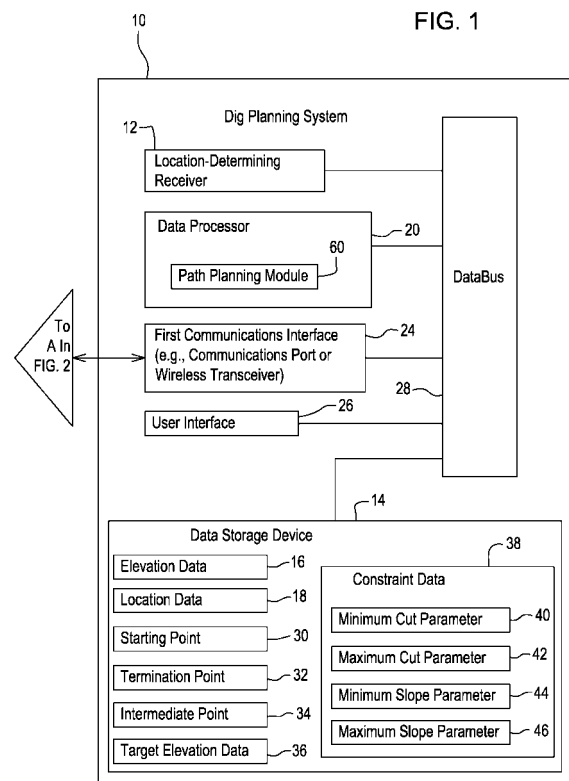 FIG. 1
10
Dig Planning System
12
Location-Determining
Receiver
Data Processor
20
60
Path Planning Module
DataBus
To
A In
FIG. 2
First Communications Interface
(e.g., Communications Port or
Wireless Transceiver)
24
28
26
User Interface
14
Data Storage Device
38
Elevation Data
16
Constraint Data
Location Data
18
Minimum Cut Parameter
40
Starting Point
30
Maximum Cut Parameter
42
Termination Point
32
Minimum Slope Parameter
44
Intermediate Point
34
Maximum Slope Parameter
46
Target Elevation Data
36